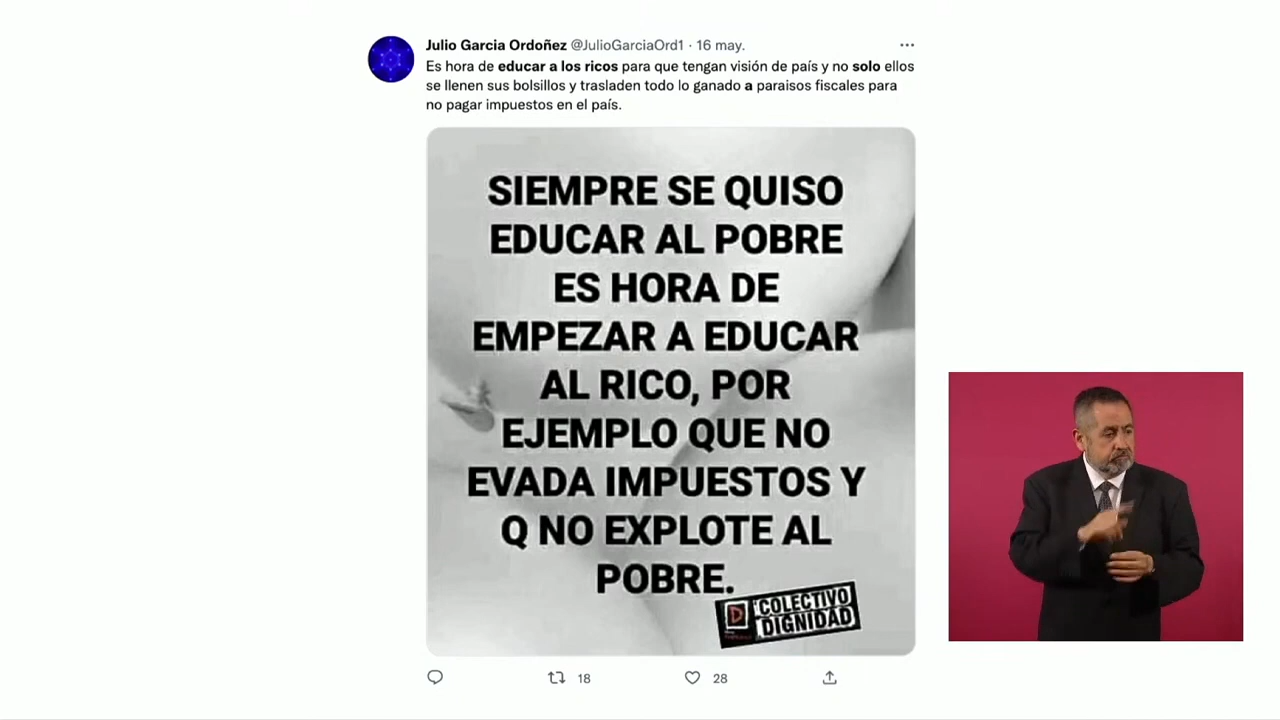 Julio Garcia Ordoñez @JulioGarciaOrd1 · 16 may.
Es hora de educar a los ricos para que tengan visión de país y no solo ellos
se llenen sus bolsillos y trasladen todo lo ganado a paraisos fiscales para
no pagar impuestos en el país.
SIEMPRE SE QUISO
EDUCAR AL POBRE
ES HORA DE
EMPEZAR A EDUCAR
AL RICO, POR
EJEMPLO QUE NO
EVADA IMPUESTOS Y
Q NO EXPLOTE AL
POBRE.
D
COLECTIVO
DIGNIDAD
18
28